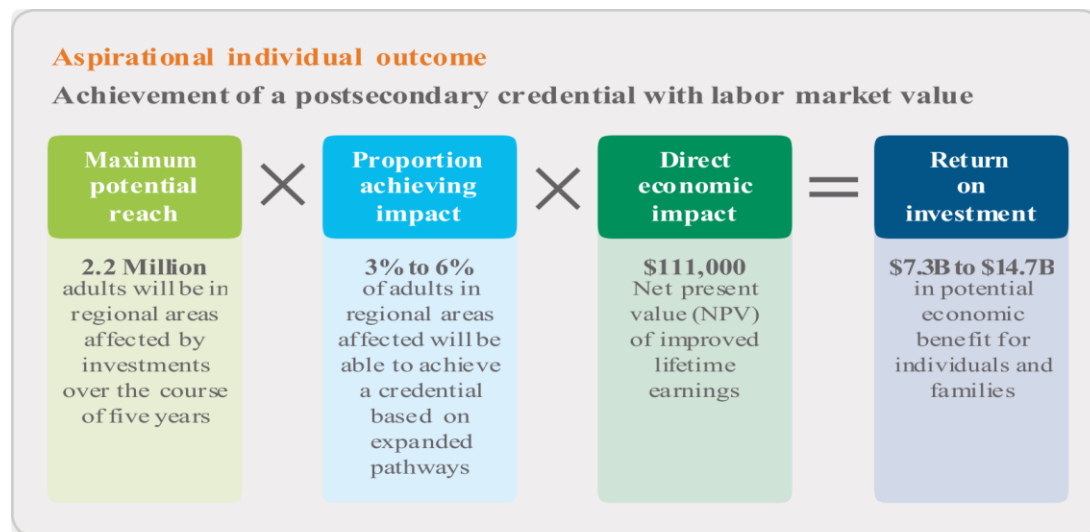 Aspirational individual outcome
Achievement of a postsecondary credential with labor market value
Maximum
potential
reach
×
Proportion
achieving
impact
×
Direct
economic
impact
=
Return
on
investment
2.2 Million
adults will be in
regional areas
affected by
investments
over the course
of five years
3% to 6%
of adults in
regional areas
affected will be
able to achieve
a credential
based on
expanded
pathways
$111,000
Net present
value (NPV)
of improved
lifetime
earnings
$7.3B to $14.7B
in potential
economic
benefit for
individuals and
families